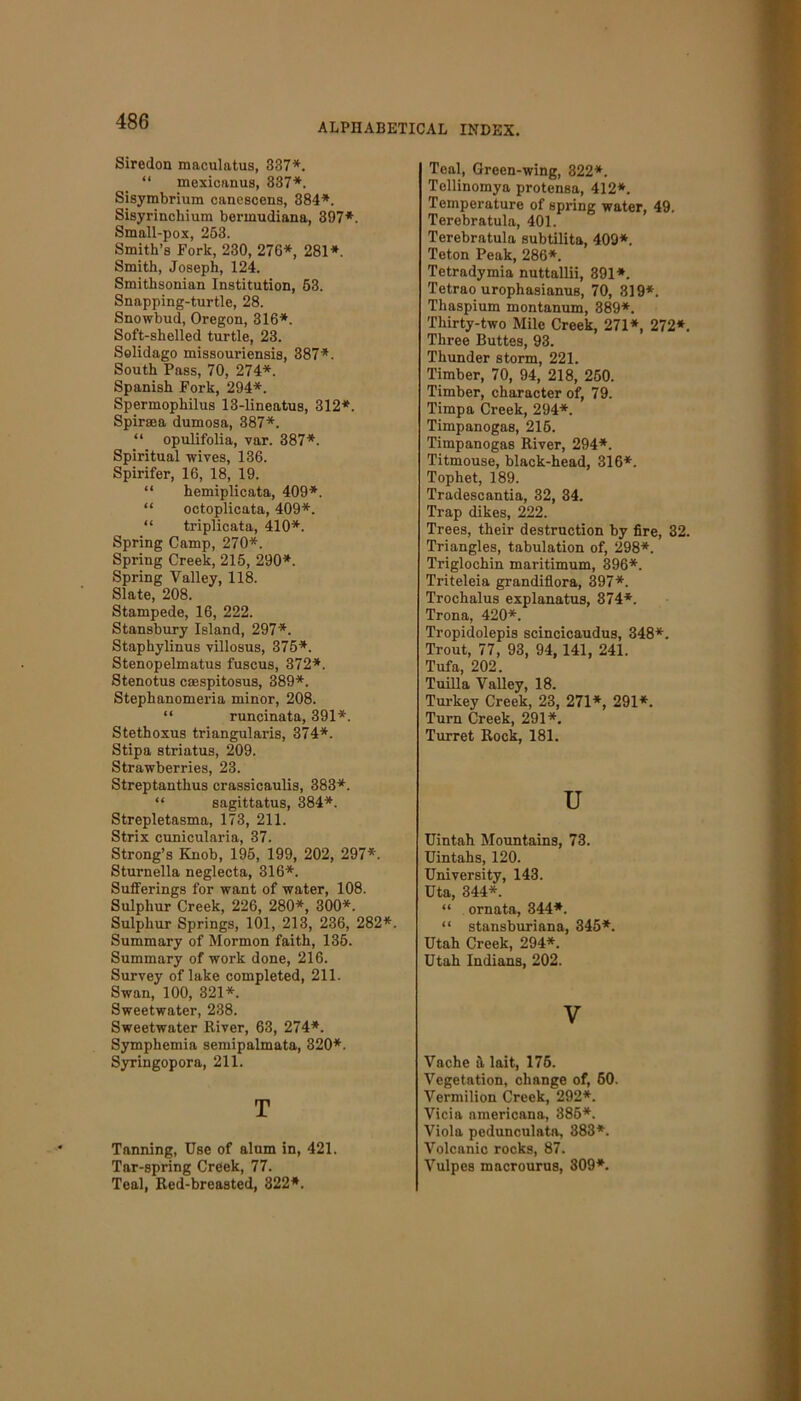 486
ALPHABETICAL INDEX.
Siredon maculatus, 337*.
“ mexicanus, 337*.
Sisymbrium canescens, 384*.
Sisyrinchium bermudiana, 397*.
Small-pox, 253.
Smith's Fork, 230, 276*, 281*.
Smith, Joseph, 124.
Smithsonian Institution, 53.
Snapping-turtle, 28.
Snowbud, Oregon, 316*.
Soft-shelled turtle, 23.
Solidago missouriensis, 387*.
South Pass, 70, 274*.
Spanish Fork, 294*.
Spermophilus 13-lineatus, 312*.
Spiræa dumosa, 387*.
“ opulifolia, var. 387*.
Spiritual wives, 136.
Spirifer, 16, 18, 19.
“ hemiplicata, 409*.
“ octoplicata, 409*.
“ triplicata, 410*.
Spring Camp, 270*.
Spring Creek, 215, 290*.
Spring Valley, 118.
Slate, 208.
Stampede, 16, 222.
Stansbury Island, 297*.
Staphylinus villosus, 375*.
Stenopelmatus fuscus, 372*.
Stenotus cæspitosus, 389*.
Stephanomeria minor, 208.
“ runcinata, 391*.
Stethoxus triangularis, 374*.
Stipa striatus, 209.
Strawberries, 23.
Streptanthus crassicaulis, 383*.
“ sagittatus, 384*.
Strepletasma, 173, 211.
Strix cunicularia, 37.
Strong's Knob, 195, 199, 202, 297*.
Sturnella neglecta, 316*.
Sufferings for want of water, 108.
Sulphur Creek, 226, 280*, 300*.
Sulphur Springs, 101, 213, 236, 282*.
Summary of Mormon faith, 135.
Summary of work done, 216.
Survey of lake completed, 211.
Swan, 100, 321*.
Sweetwater, 238.
Sweetwater River, 63, 274*.
Symphemia semipalmata, 320*.
Syringopora, 211.
T
Tanning, Use of alum in, 421.
Tar-spring Creek, 77.
Teal, Red-breasted, 322*.
Teal, Green-wing, 322*.
Tellinomya protensa, 412*.
Temperature of spring water, 49.
Terebratula, 401.
Terebratula subtilita, 409*.
Teton Peak, 286*.
Tetradymia nuttallii, 391*.
Tetrao urophasianus, 70, 319*.
Thaspium montanum, 389*.
Thirty-two Mile Creek, 271*, 272*.
Three Buttes, 93.
Thunder storm, 221.
Timber, 70, 94, 218, 250.
Timber, character of, 79.
Timpa Creek, 294*.
Timpanogas, 215.
Timpanogas River, 294*.
Titmouse, black-head, 316*.
Tophet, 189.
Tradescantia, 32, 34.
Trap dikes, 222.
Trees, their destruction by fire, 32.
Triangles, tabulation of, 298*.
Triglochin maritimum, 396*.
Triteleia grandiflora, 397*.
Trochalus explanatus, 374*.
Trona, 420*.
Tropidolepis scincicaudus, 348*.
Trout, 77, 93, 94, 141, 241.
Tufa, 202.
Tuilla Valley, 18.
Turkey Creek, 23, 271*, 291*.
Turn Creek, 291*.
Turret Rock, 181.
U
Uintah Mountains, 73.
Uintahs, 120.
University, 143.
Uta, 344*.
“ ornata, 344*.
“ stansburiana, 345*.
Utah Creek, 294*.
Utah Indians, 202.
V
Vache à lait, 175.
Vegetation, change of, 50.
Vermilion Creek, 292*.
Vicia americana, 385*.
Viola pedunculata, 383*.
Volcanic rocks, 87.
Vulpes macrourus, 309*.